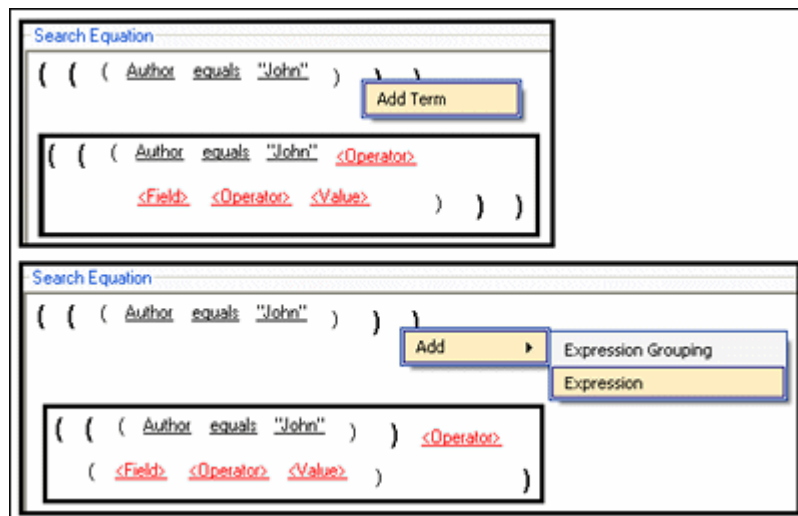 Search Equation
( ( ( Author equals "John" ) ) )
Add Term
( ( ( Author equals "John" <Operator>
<Field> <Operator> <Value> ) ) )
Search Equation
( ( ( Author equals "John" ) ) )
Add
Expression Grouping
Expression
( ( ( Author equals "John" ) ) <Operator>
( <Field> <Operator> <Value> ) )